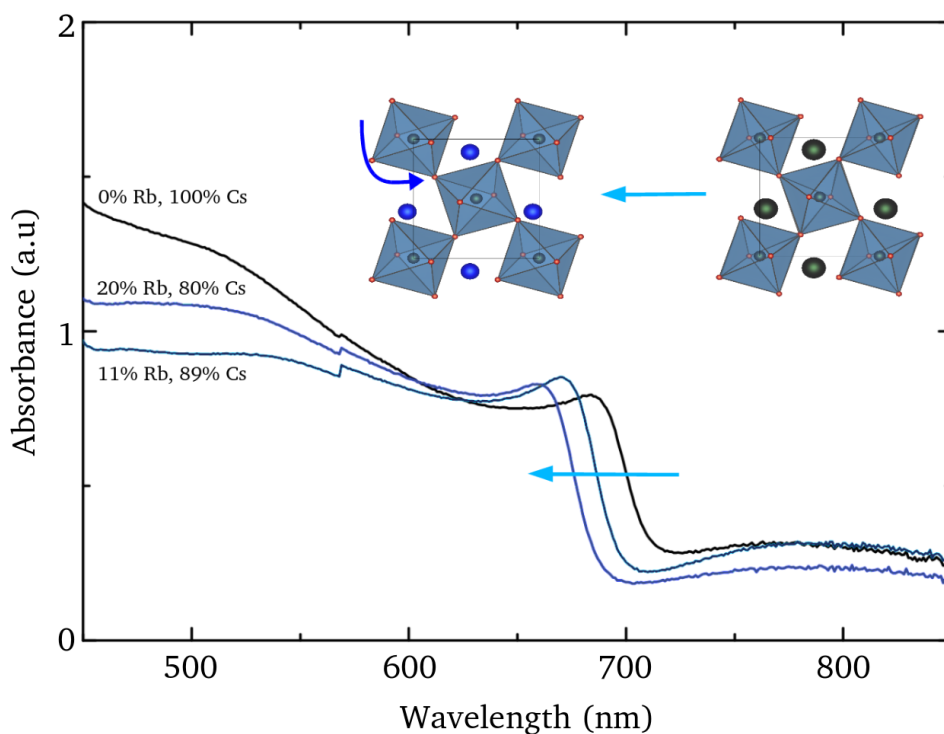 2
0% Rb, 100% Cs
20% Rb, 80% Cs
1
11% Rb, 89% Cs
Absorbance (a.u)
0
500 600 700 800
Wavelength (nm)